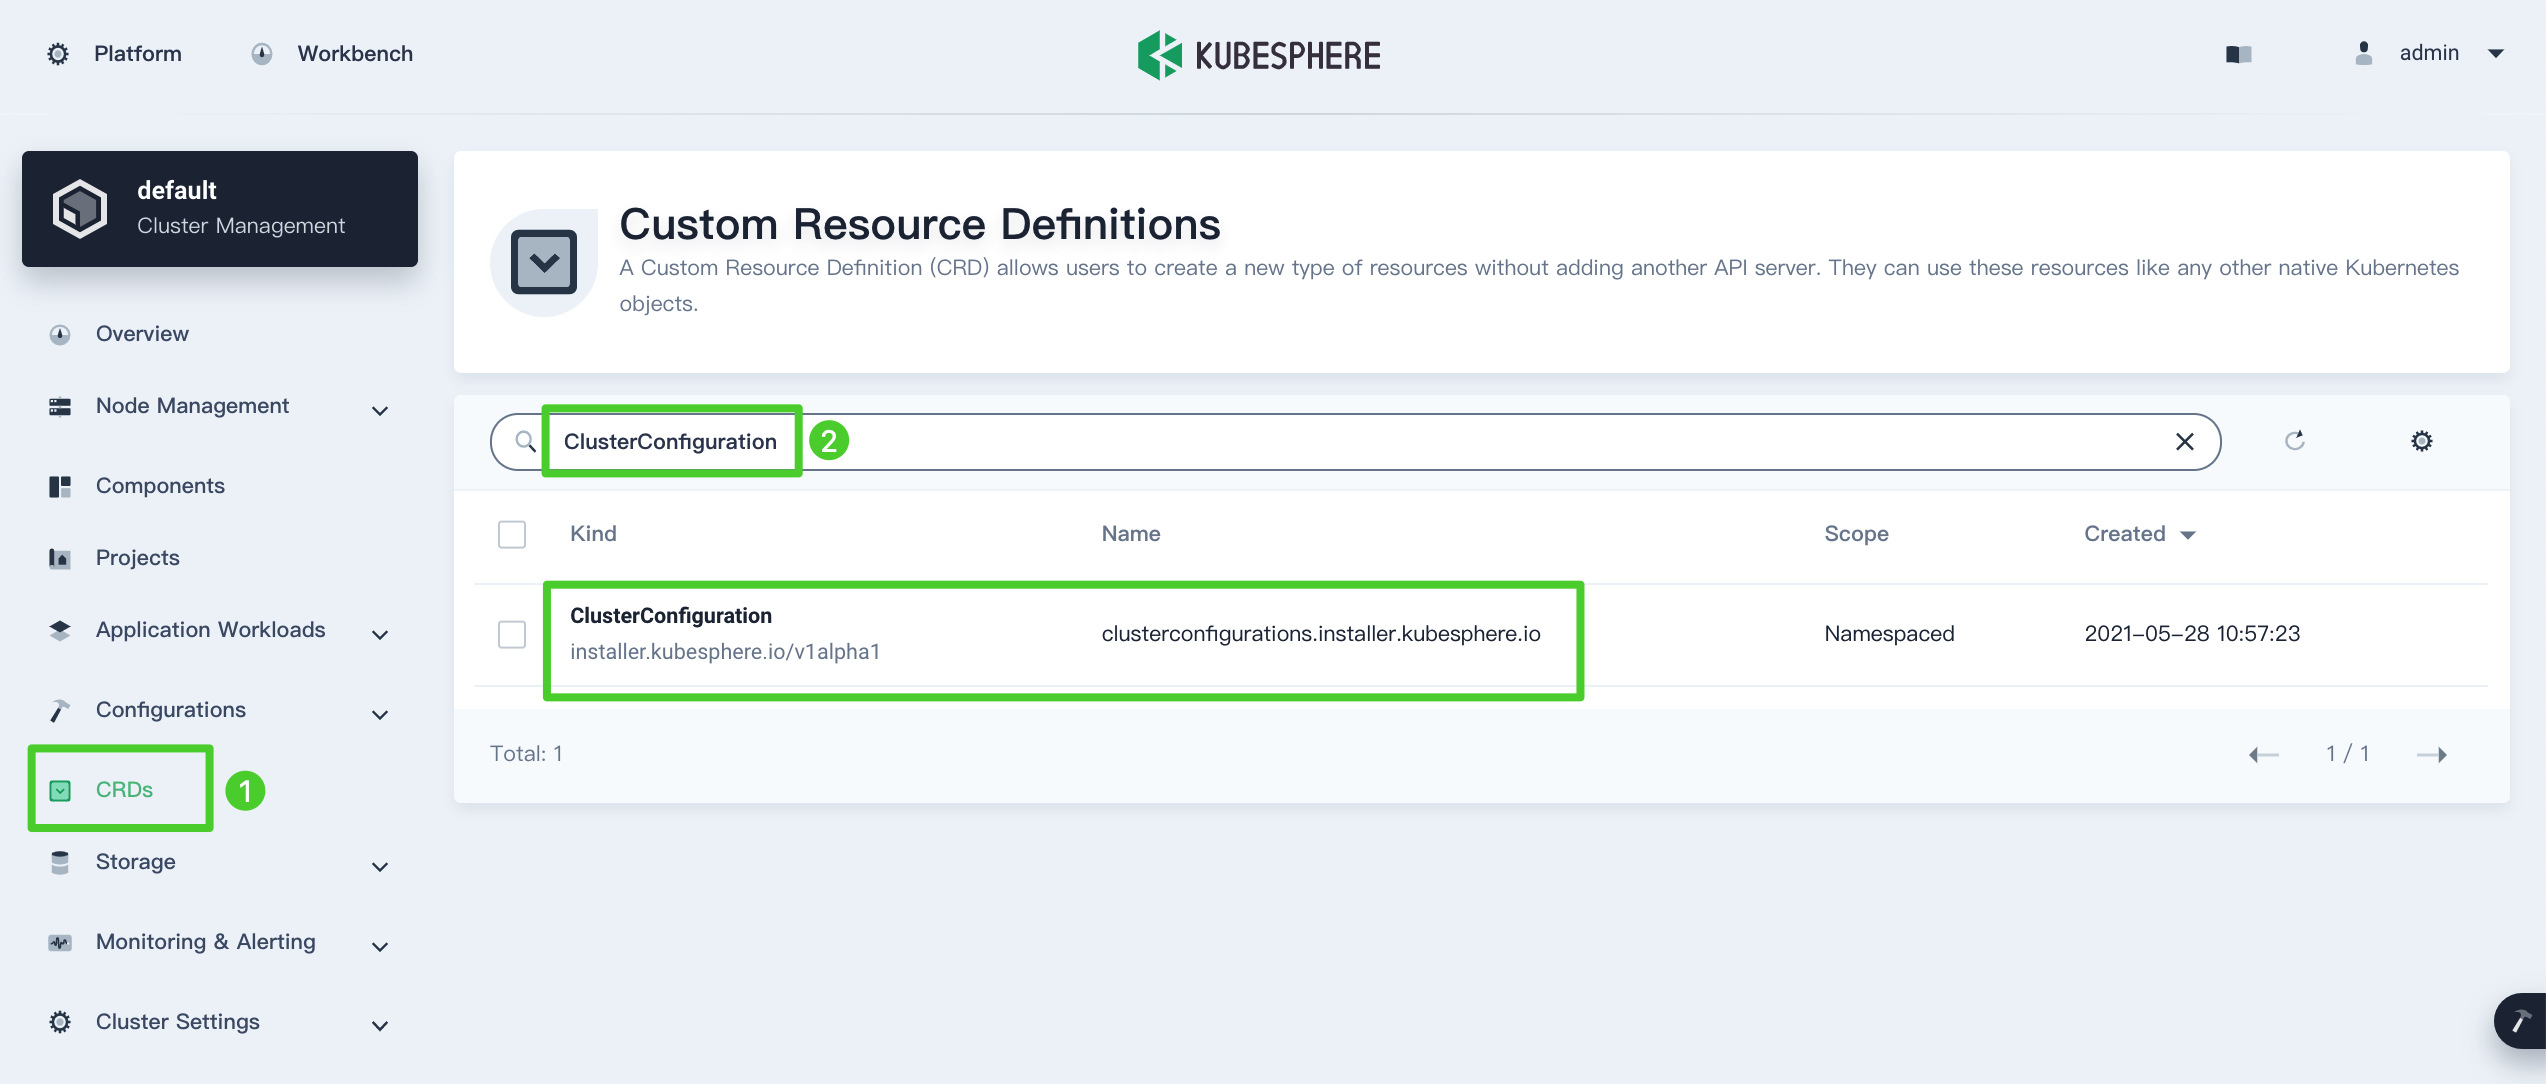 Platform
Workbench
KUBESPHERE
admin
default
Cluster Management
Overview
Node Management
Components
Projects
Application Workloads
Configurations
CRDs
1
Storage
Monitoring & Alerting
Cluster Settings
Custom Resource Definitions
A Custom Resource Definition (CRD) allows users to create a new type of resources without adding another API server. They can use these resources like any other native Kubernetes
objects.
ClusterConfiguration
2
Kind Name Scope Created
ClusterConfiguration
installer.kubesphere.io/v1alpha1
clusterconfigurations.installer.kubesphere.io
Namespaced
2021-05-28 10:57:23
Total: 1
1 / 1